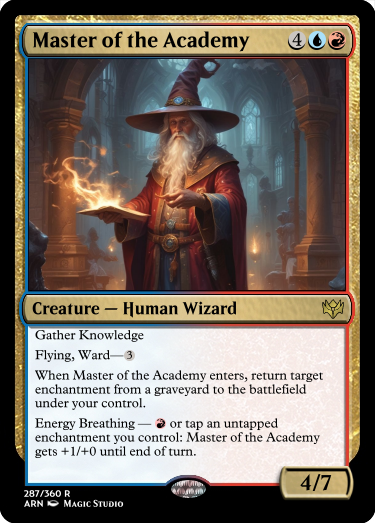 Master of the Academy 4
Creature — Human Wizard
Gather Knowledge
Flying, Ward—3
When Master of the Academy enters, return target
enchantment from a graveyard to the battlefield
under your control.
Energy Breathing — or tap an untapped
enchantment you control: Master of the Academy
gets +1/+0 until end of turn.
4/7
287/360 R
ARN Magic Studio